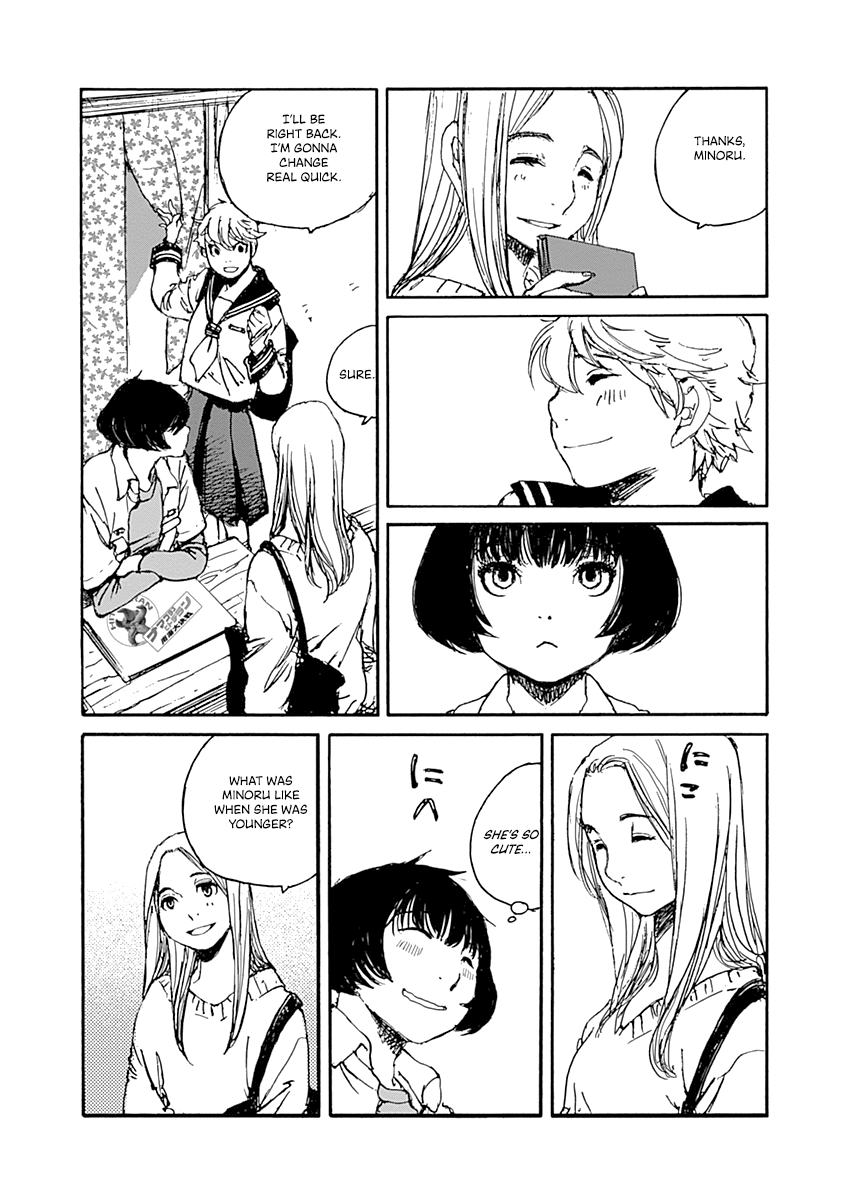 THANKS,
MINORU.
I'LL BE
RIGHT BACK.
I'M GONNA
CHANGE
REAL QUICK.
SURE.
に
こ
SHE'S SO
CUTE...
に
へ
WHAT WAS
MINORU LIKE
WHEN SHE WAS
YOUNGER?